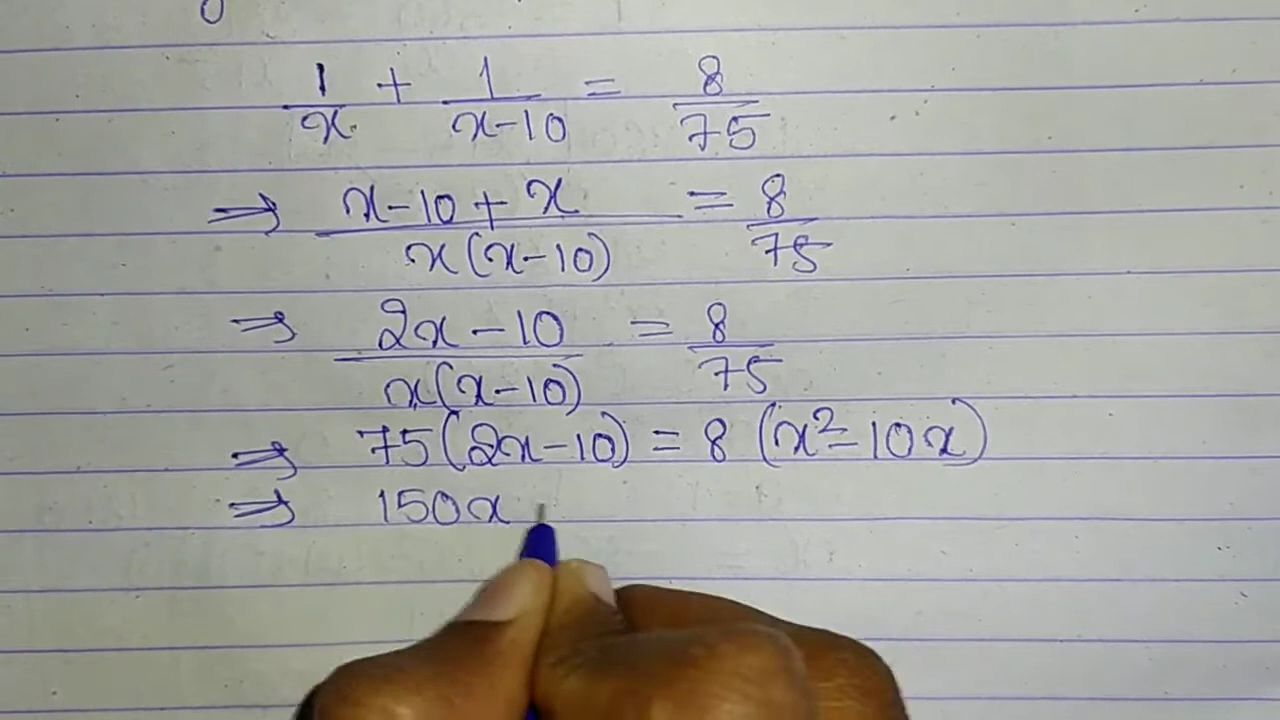 1/x + 1/(x-10) = 8/75
⇒ (x-10+x)/(x(x-10)) = 8/75
⇒ (2x-10)/(x(x-10)) = 8/75
⇒ 75(2x-10) = 8(x²-10x)
⇒ 150x